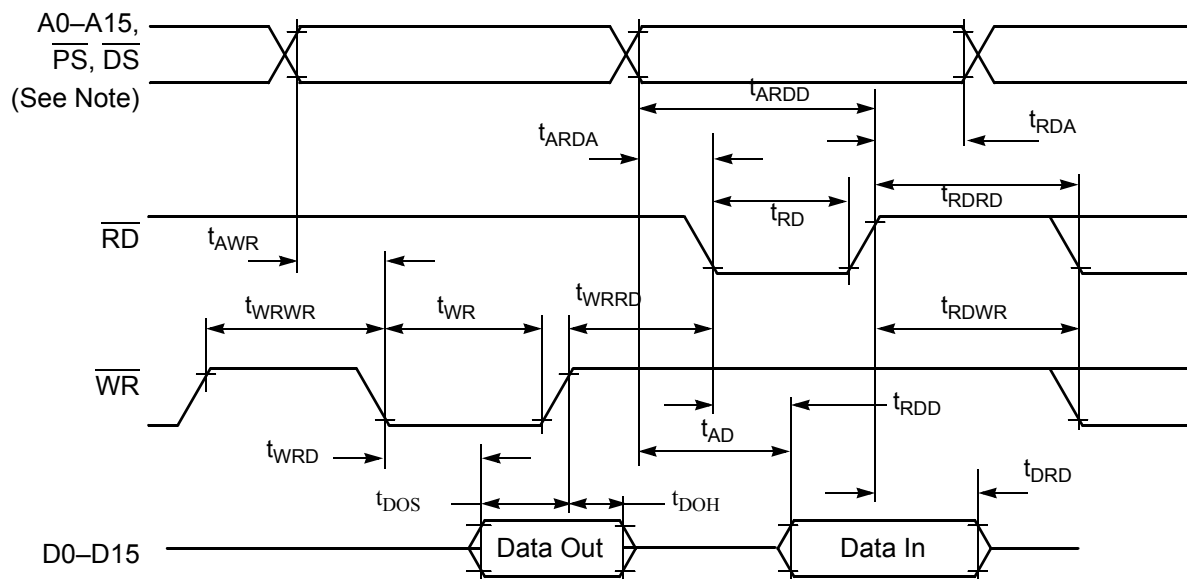 A0–A15,
PS, DS
(See Note)
tARDD
tRDA
tARDA
tRDRD
tRD
RD
tAWR
tWRWR
tWR
tWRRD
tRDWR
WR
tRDD
tAD
tWRD
tDRD
tDOS
tDOH
D0–D15
Data Out
Data In